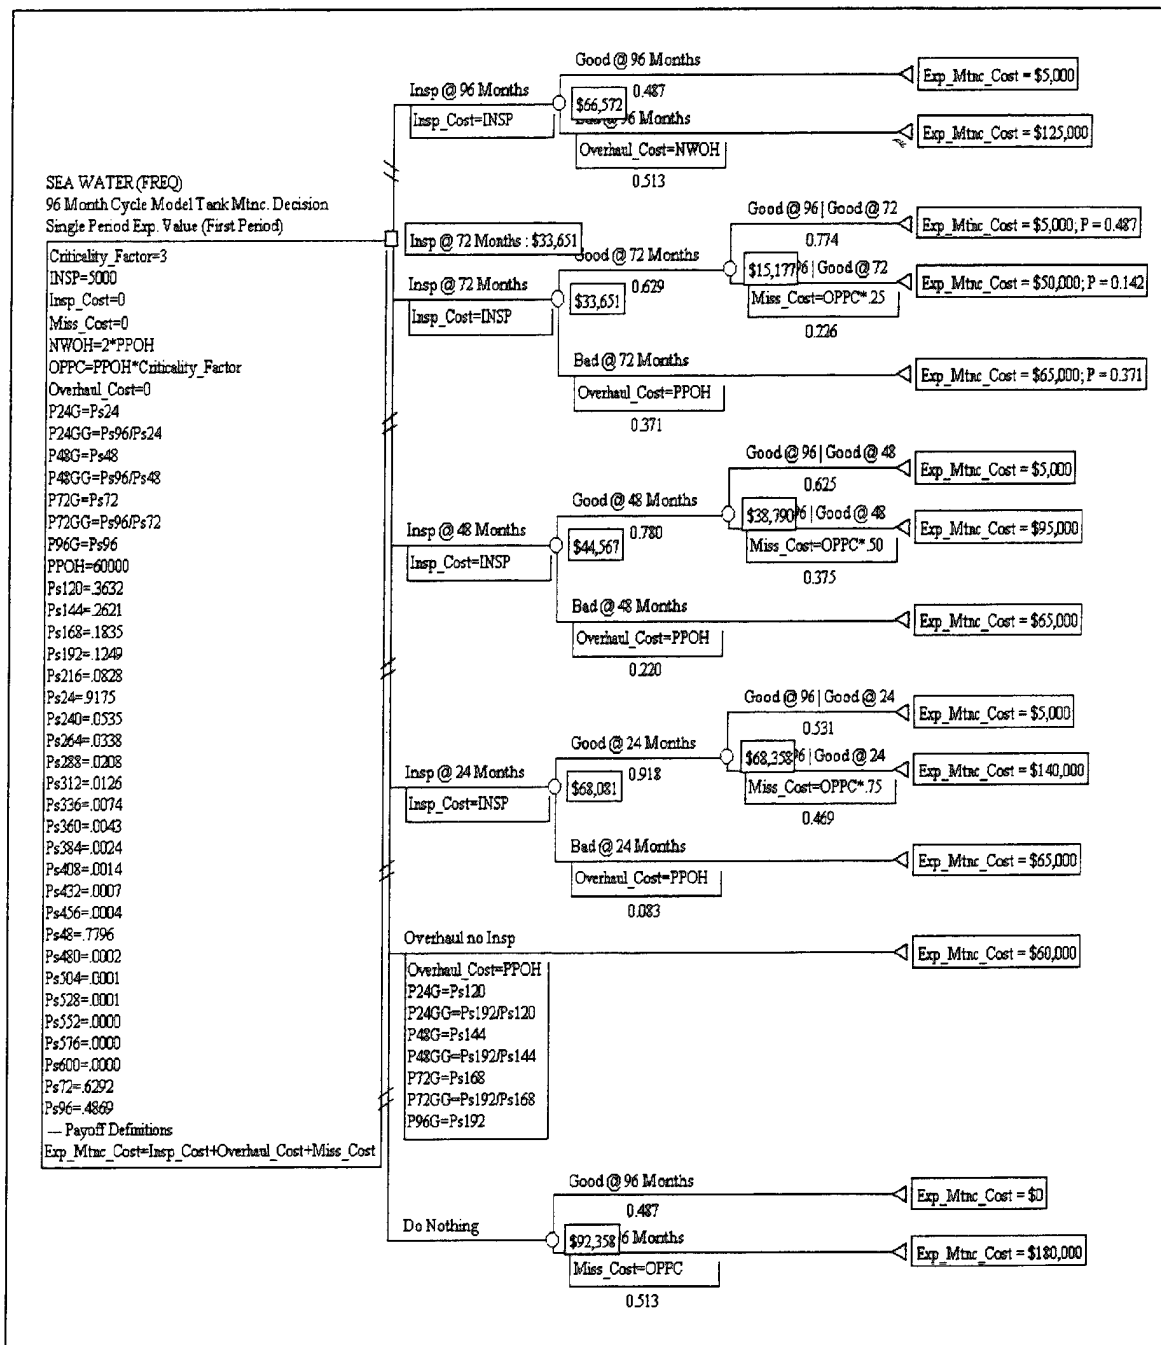 SEA WATER (FREQ)
96 Month Cycle Model Tank Mtnc. Decision
Single Period Exp. Value (First Period)
Criticality_Factor=3
INSP=5000
Insp_Cost=0
Miss_Cost=0
NWOH=2*PPOH
OPPC=PPOH*Criticality_Factor
Overhaul_Cost=0
P24G=Ps24
P24GG=Ps96/Ps24
P48G=Ps48
P48GG=Ps96/Ps48
P72G=Ps72
P72GG=Ps96/Ps72
P96G=Ps96
PPOH=60000
Ps120=.3632
Ps144=.2621
Ps168=.1835
Ps192=.1249
Ps216=.0828
Ps24=.9175
Ps240=.0535
Ps264=.0338
Ps288=.0208
Ps312=.0126
Ps336=.0074
Ps360=.0043
Ps384=.0024
Ps408=.0014
Ps432=.0007
Ps456=.0004
Ps48=.7796
Ps480=.0002
Ps504=.0001
Ps528=.0001
Ps552=.0000
Ps576=.0000
Ps600=.0000
Ps72=.6292
Ps96=.4869
--- Payoff Definitions
Exp_Mtnc_Cost=Insp_Cost+Overhaul_Cost+Miss_Cost
Insp @ 96 Months
Insp_Cost=INSP
$66,572
Good @ 96 Months
0.487
Exp_Mtnc_Cost = $5,000
96 Months
Overhaul_Cost=NWOH
0.513
Exp_Mtnc_Cost = $125,000
Insp @ 72 Months : $33,651
Insp @ 72 Months
Insp_Cost=INSP
$33,651
Good @ 72 Months
0.629
$15,177
Good @ 96 | Good @ 72
0.774
Exp_Mtnc_Cost = $5,000; P = 0.487
| Good @ 72
Miss_Cost=OPPC*.25
0.226
Exp_Mtnc_Cost = $50,000; P = 0.142
Bad @ 72 Months
Overhaul_Cost=PPOH
0.371
Exp_Mtnc_Cost = $65,000; P = 0.371
Insp @ 48 Months
Insp_Cost=INSP
$44,567
Good @ 48 Months
0.780
$38,790
Good @ 96 | Good @ 48
0.625
Exp_Mtnc_Cost = $5,000
| Good @ 48
Miss_Cost=OPPC*.50
0.375
Exp_Mtnc_Cost = $95,000
Bad @ 48 Months
Overhaul_Cost=PPOH
0.220
Exp_Mtnc_Cost = $65,000
Insp @ 24 Months
Insp_Cost=INSP
$68,081
Good @ 24 Months
0.918
$68,358
Good @ 96 | Good @ 24
0.531
Exp_Mtnc_Cost = $5,000
| Good @ 24
Miss_Cost=OPPC*.75
0.469
Exp_Mtnc_Cost = $140,000
Bad @ 24 Months
Overhaul_Cost=PPOH
0.083
Exp_Mtnc_Cost = $65,000
Overhaul no Insp
Overhaul_Cost=PPOH
P24G=Ps120
P24GG=Ps192/Ps120
P48G=Ps144
P48GG=Ps192/Ps144
P72G=Ps168
P72GG=Ps192/Ps168
P96G=Ps192
Exp_Mtnc_Cost = $60,000
Do Nothing
$92,358
Good @ 96 Months
0.487
Exp_Mtnc_Cost = $0
6 Months
Miss_Cost=OPPC
0.513
Exp_Mtnc_Cost = $180,000